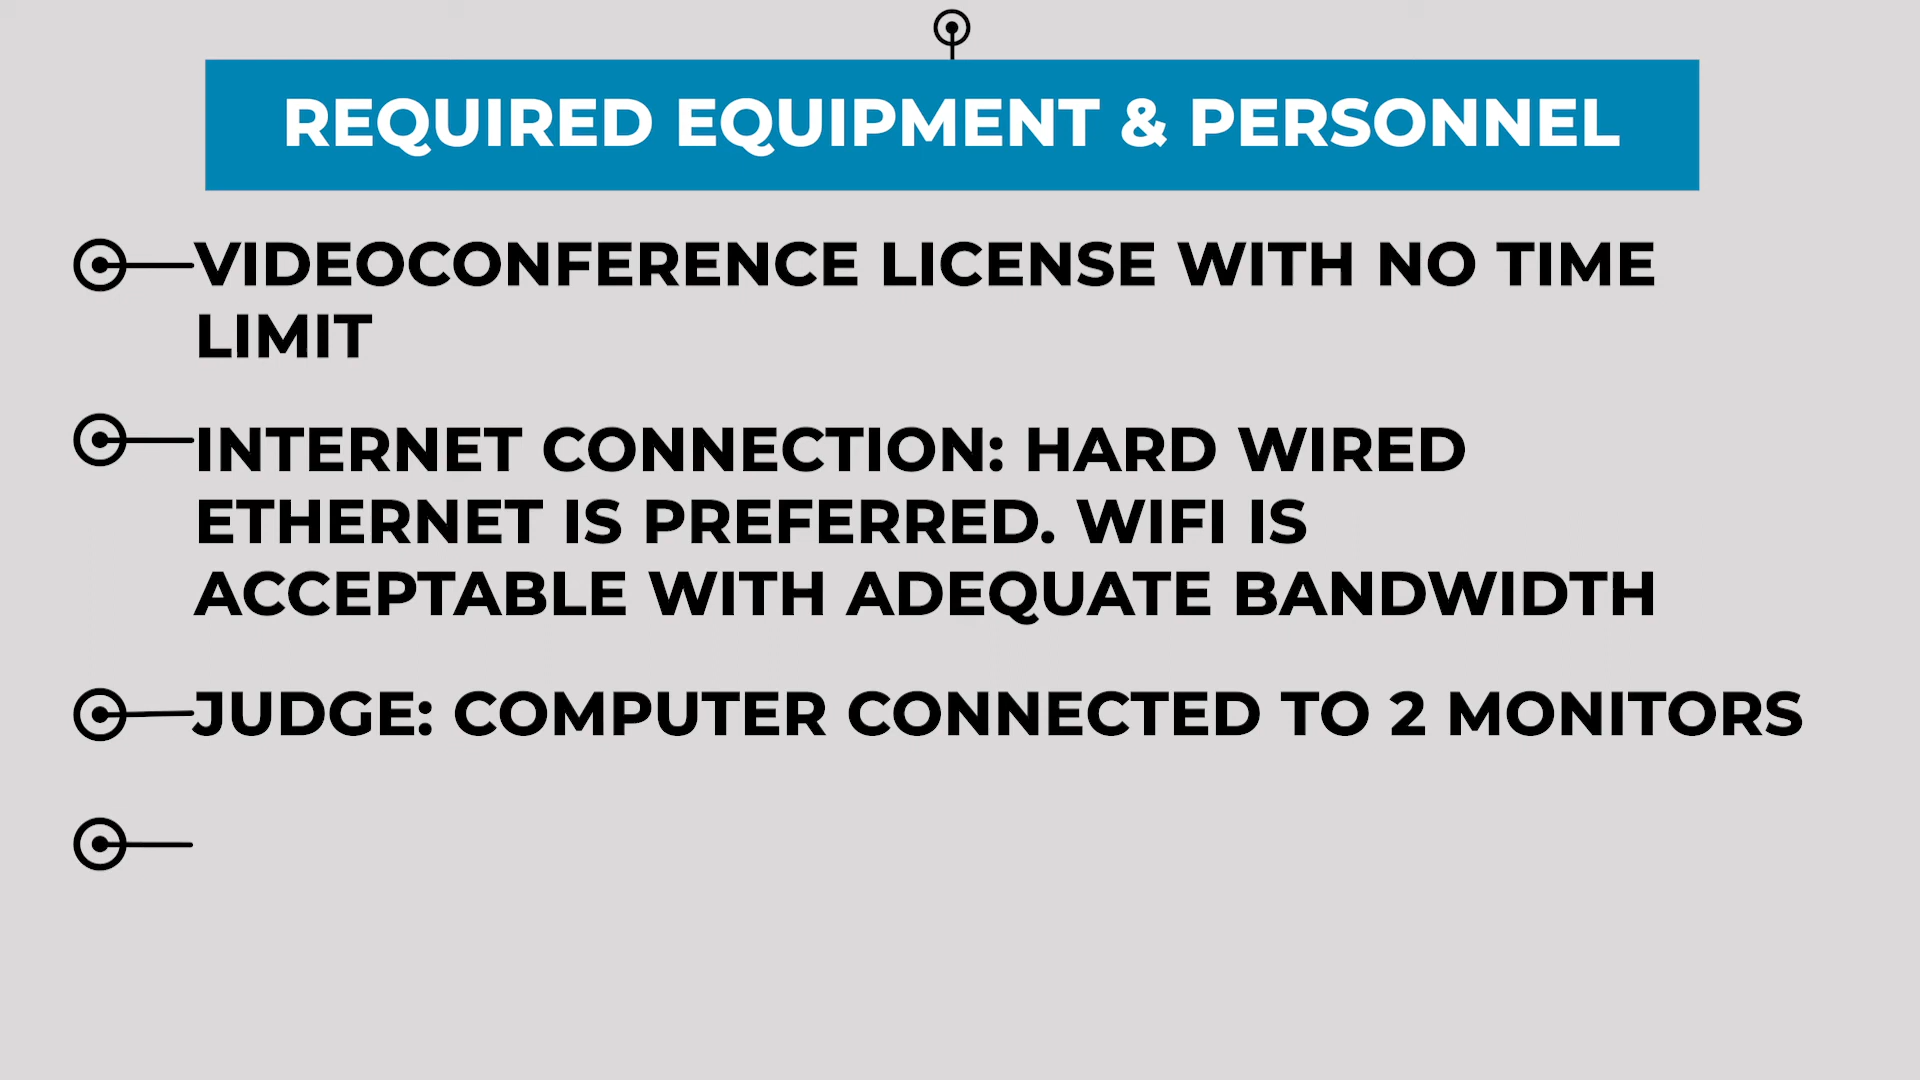 REQUIRED EQUIPMENT & PERSONNEL
VIDEOCONFERENCE LICENSE WITH NO TIME
LIMIT
INTERNET CONNECTION: HARD WIRED
ETHERNET IS PREFERRED. WIFI IS
ACCEPTABLE WITH ADEQUATE BANDWIDTH
JUDGE: COMPUTER CONNECTED TO 2 MONITORS